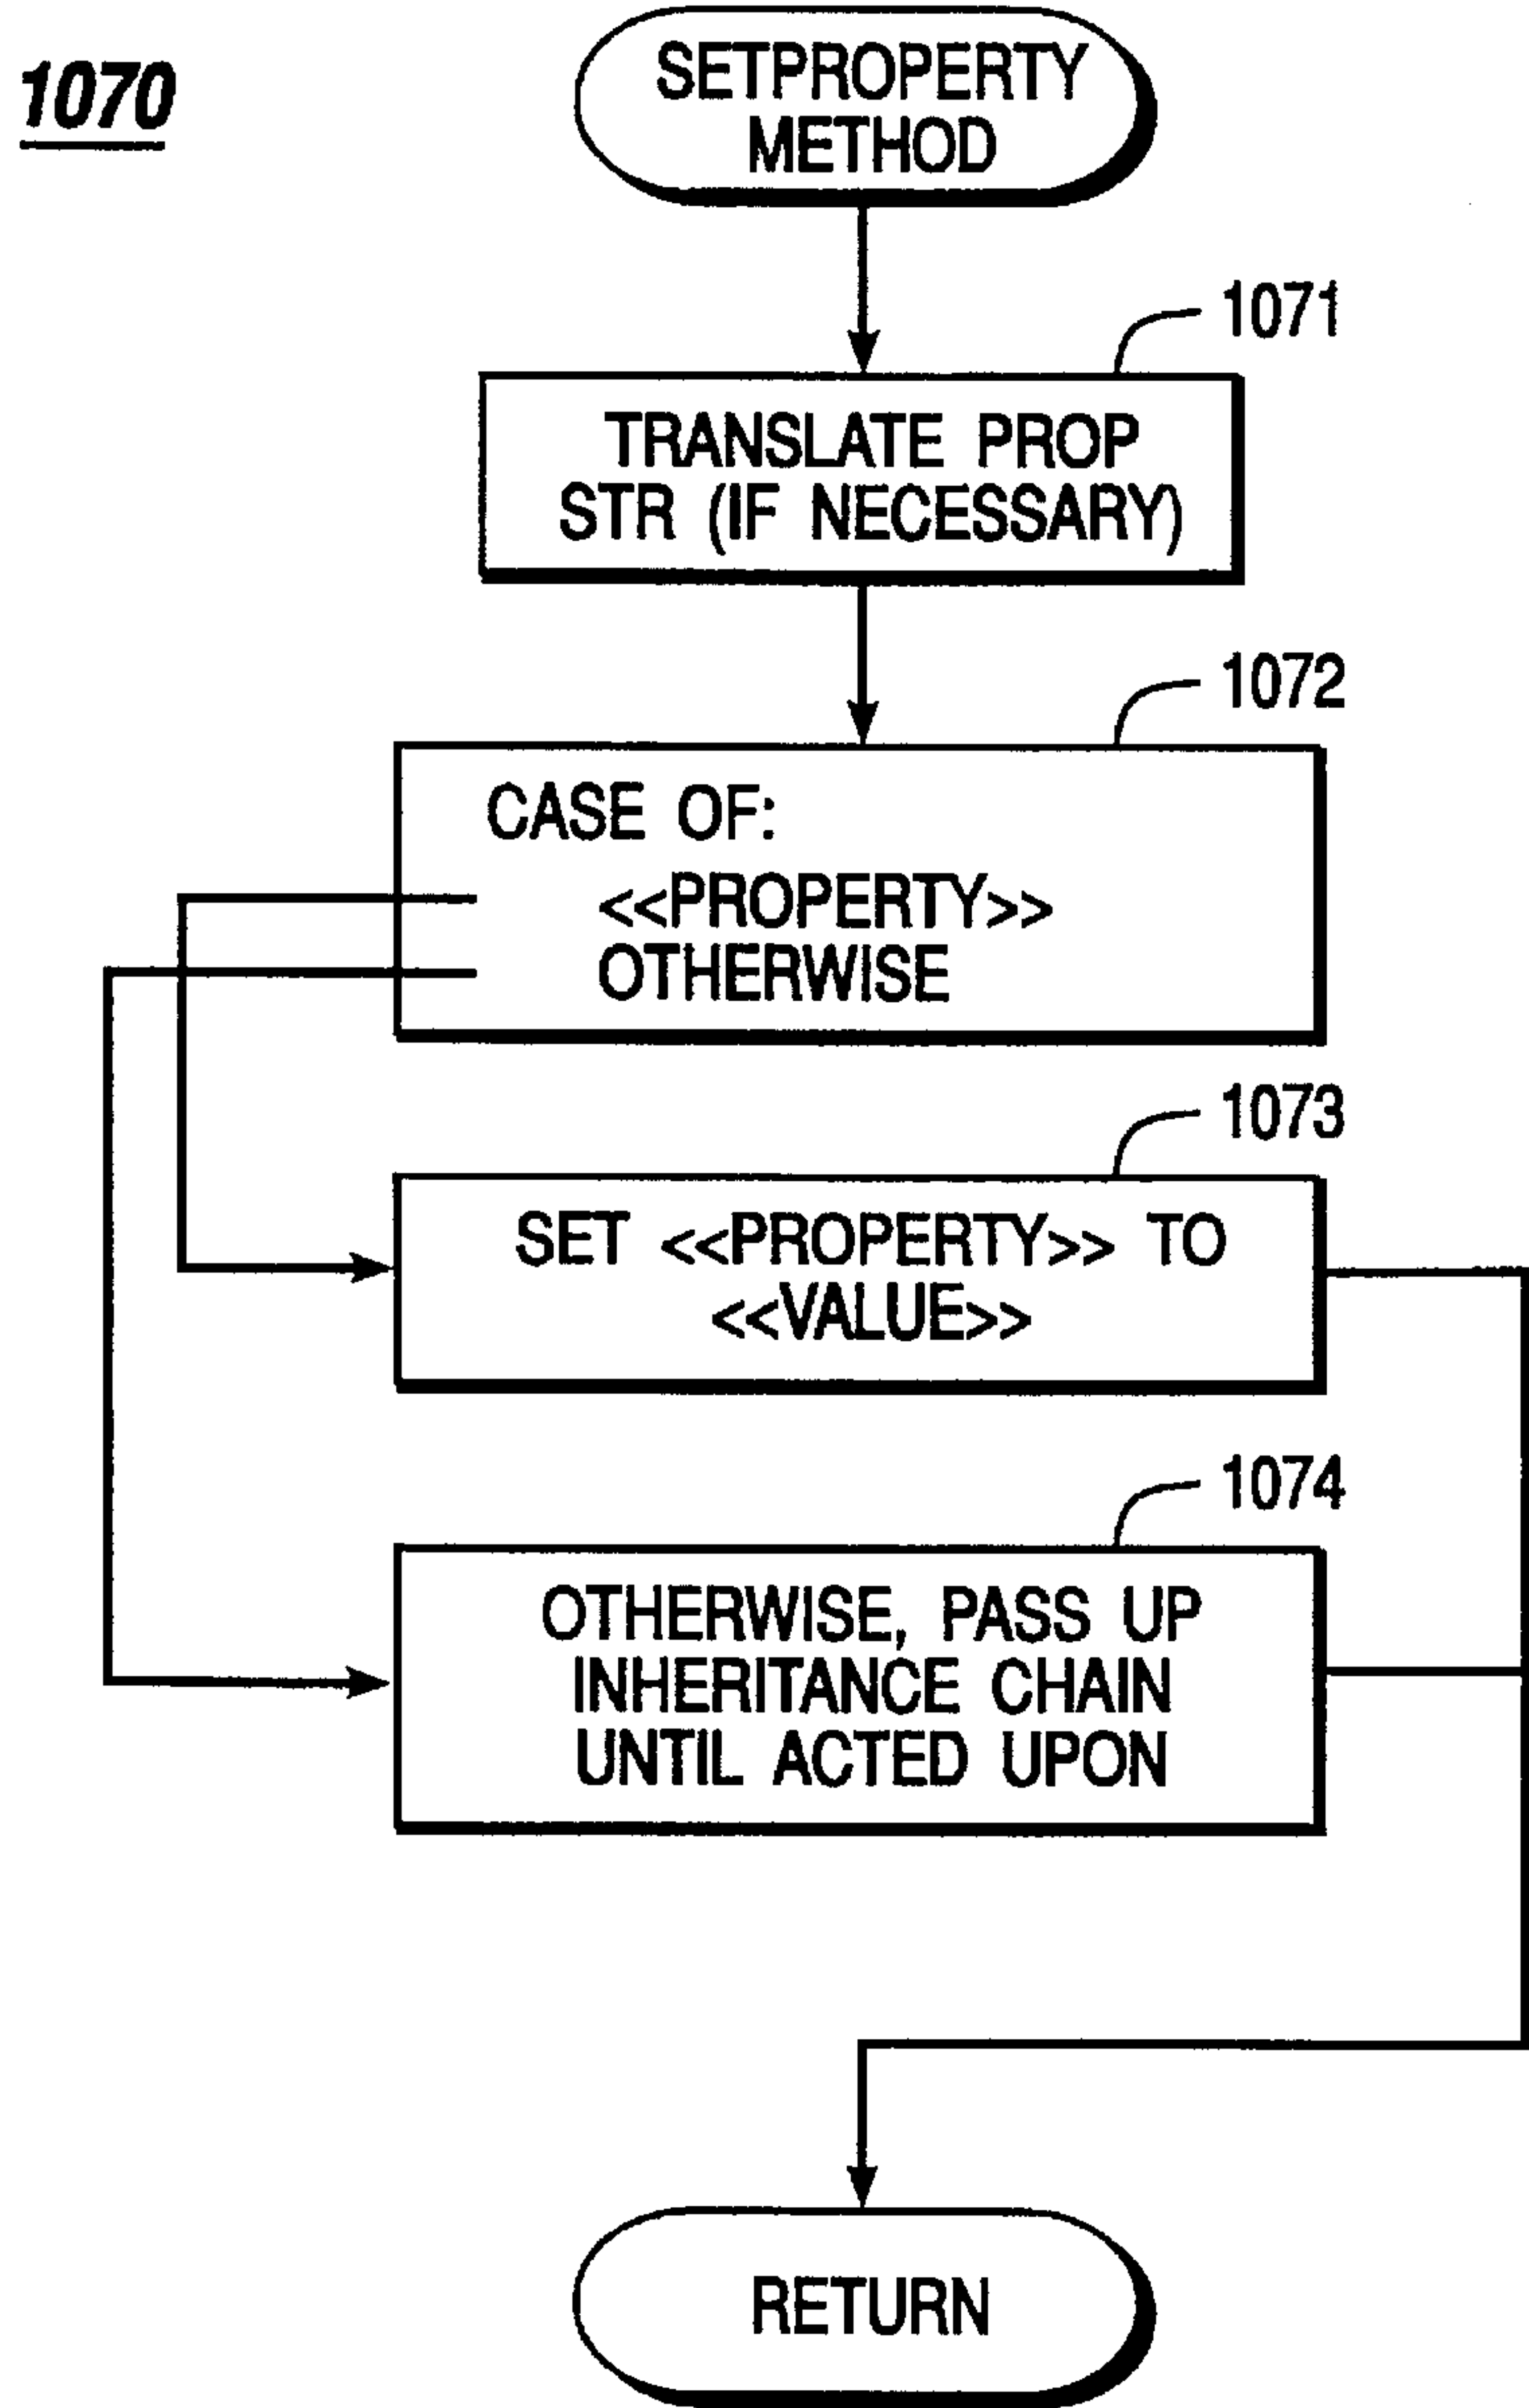 1070
SETPROPERTY
METHOD
1071
TRANSLATE PROP
STR (IF NECESSARY)
1072
CASE OF:
<<PROPERTY>>
OTHERWISE
1073
SET <<PROPERTY>> TO
<<VALUE>>
1074
OTHERWISE, PASS UP
INHERITANCE CHAIN
UNTIL ACTED UPON
RETURN